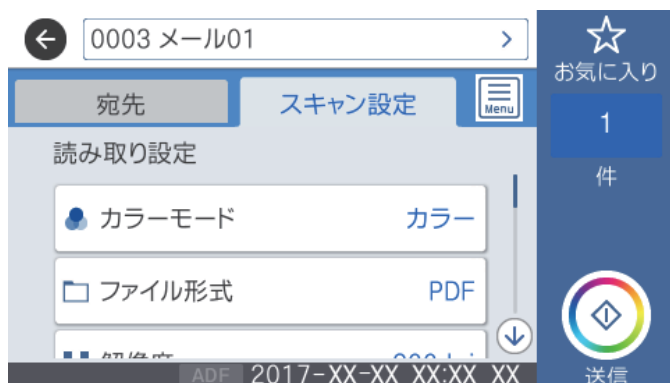 0003 メール01
お気に入り
宛先
スキャン設定
Menu
1
件
読み取り設定
カラーモード
カラー
ファイル形式
PDF
ADF
2017-XX-XX XX:XX XX
送信